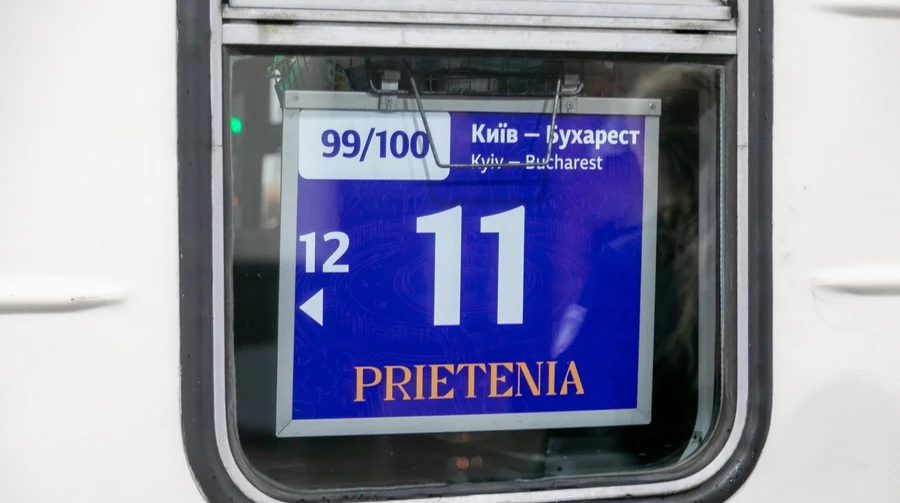 99/100
Київ – Бухарест
Kyiv – Bucharest
12
11
PRIETENIA